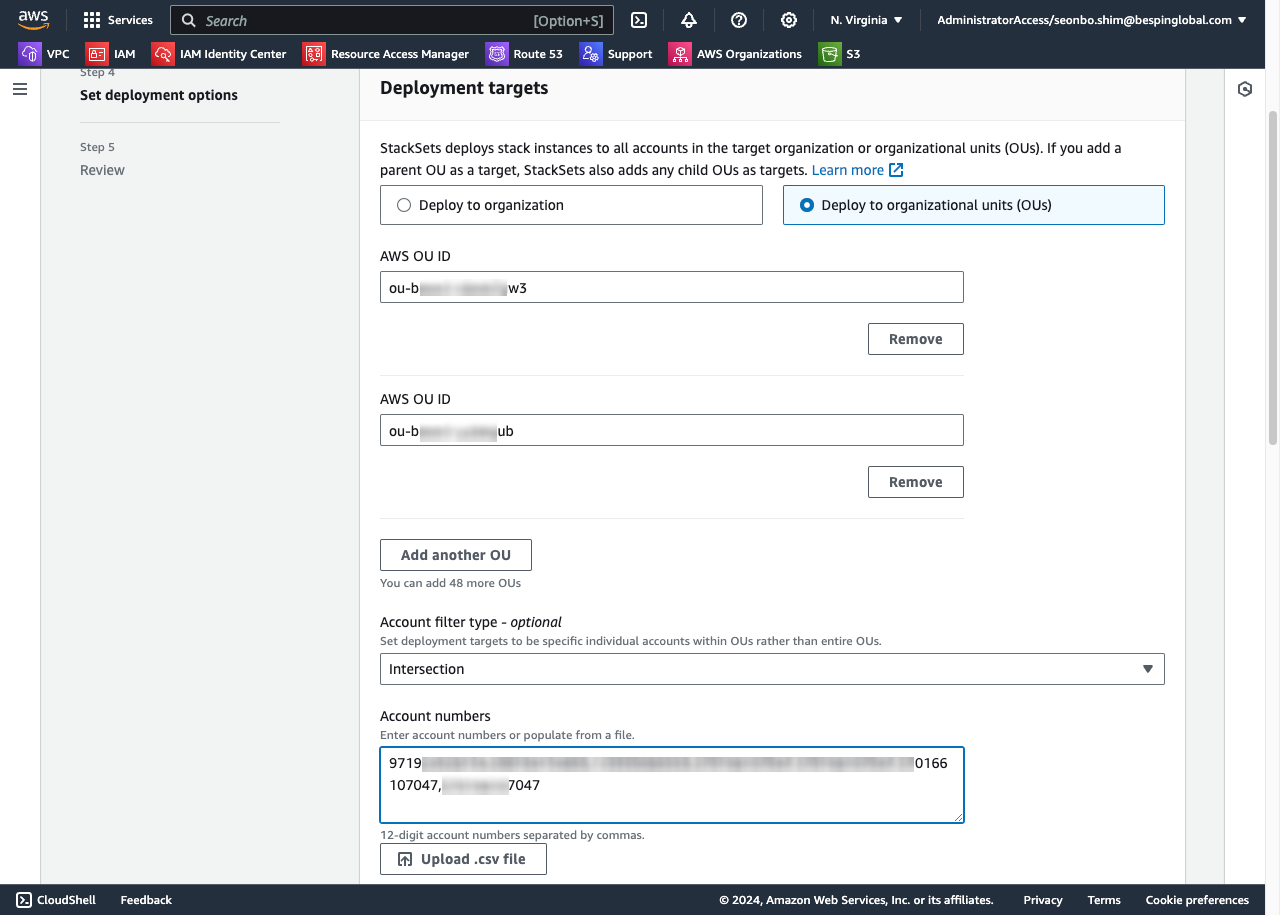 aws
Services
Search
[Option+S]
N. Virginia
AdministratorAccess/seonbo.shim@bespinglobal.com
VPC
IAM
IAM Identity Center
Resource Access Manager
Route 53
Support
AWS Organizations
S3
Step 4
Set deployment options
Step 5
Review
Deployment targets
StackSets deploys stack instances to all accounts in the target organization or organizational units (OUs). If you add a
parent OU as a target, StackSets also adds any child OUs as targets. Learn more
Deploy to organization
Deploy to organizational units (OUs)
AWS OU ID
ou-b w3
Remove
AWS OU ID
ou-b ub
Remove
Add another OU
You can add 48 more OUs
Account filter type - optional
Set deployment targets to be specific individual accounts within OUs rather than entire OUs.
Intersection
Account numbers
Enter account numbers or populate from a file.
9719 0166
107047, 7047
12-digit account numbers separated by commas.
Upload .csv file
CloudShell
Feedback
© 2024, Amazon Web Services, Inc. or its affiliates.
Privacy
Terms
Cookie preferences